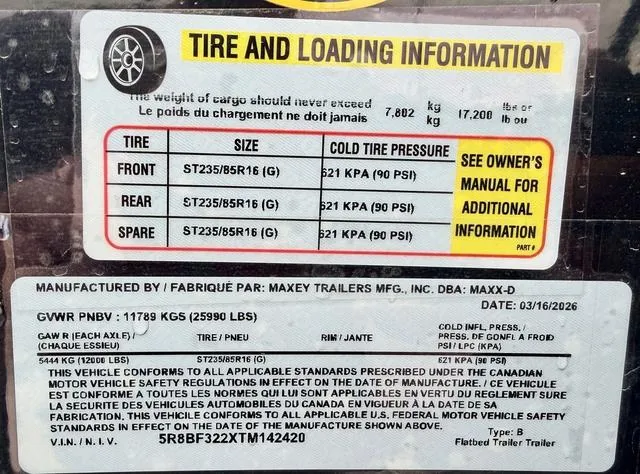 TIRE AND LOADING INFORMATION
The weight of cargo should never exceed kg lbs or
Le poids du chargement ne doit jamais 7,802 kg 17,200 lb ou
TIRE SIZE COLD TIRE PRESSURE SEE OWNER'S MANUAL FOR ADDITIONAL INFORMATION
FRONT ST235/85R16 (G) 621 KPA (90 PSI)
REAR ST235/85R16 (G) 621 KPA (90 PSI)
SPARE ST235/85R16 (G) 621 KPA (90 PSI)
PART #
MANUFACTURED BY / FABRIQUÉ PAR: MAXEY TRAILERS MFG., INC. DBA: MAXX-D
DATE: 03/16/2026
GVWR PNBV : 11789 KGS (25990 LBS)
GAWR (EACH AXLE) / (CHAQUE ESSIEU) TIRE / PNEU RIM / JANTE COLD INFL. PRESS. / PRESS. DE GONFL A FROID PSI / LPC (KPA)
5444 KG (12000 LBS) ST235/85R16 (G) 621 KPA (90 PSI)
THIS VEHICLE CONFORMS TO ALL APPLICABLE STANDARDS PRESCRIBED UNDER THE CANADIAN
MOTOR VEHICLE SAFETY REGULATIONS IN EFFECT ON THE DATE OF MANUFACTURE. / CE VEHICULE
EST CONFORME A TOUTES LES NORMES QUI LUI SONT APPLICABLES EN VERTU DU REGLEMENT SURE
LA SECURITE DES VEHICULES AUTOMOBILES DU CANADA EN VIGUEUR À LA DATE DE SA
FABRICATION. THIS VEHICILE CONFORMS TO ALL APPLICABLE U.S. FEDERAL MOTOR VEHICLE SAFETY
STANDARDS IN EFFECT ON THE DATE OF THE MANUFACTURE SHOWN ABOVE.
V.I.N. / N.I.V. 5R8BF322XTM142420
Type: B
Flatbed Trailer Trailer